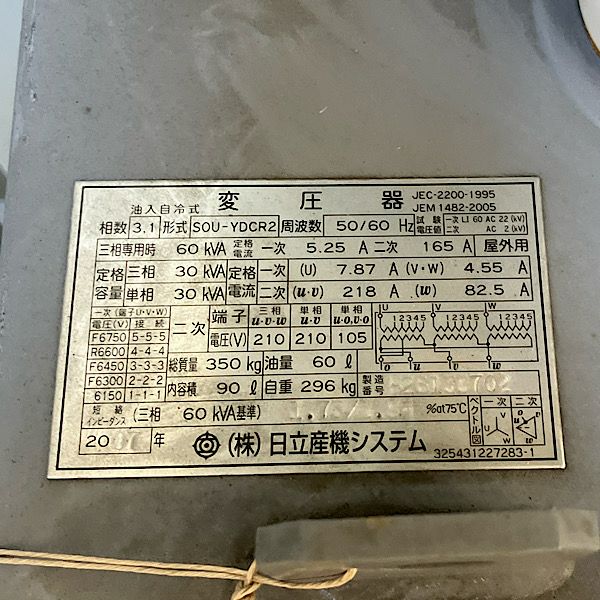 油入自冷式 変圧器 JEC-2200-1995
JEM 1482-2005
相数 3.1 形式 SOU-YDCR2 周波数 50/60 Hz 試験電圧値 一次 LI 60 AC 22 (kV)
二次 AC 2 (kV)
三相専用時 60 kVA 定格電流 一次 5.25 A 二次 165 A 屋外用
定格容量 三相 30 kVA 定格電流 一次 (U) 7.87 A (V・W) 4.55 A
単相 30 kVA 二次 (u・v) 218 A (w) 82.5 A
一次 (端子U・V・W)
電圧(V) 接続
F6750 5-5-5
R6600 4-4-4
F6450 3-3-3
F6300 2-2-2
6150 1-1-1
二次 端子 三相 u・v・w 単相 u・v 単相 u・o,v・o
電圧(V) 210 210 105
U V W
12345 12345 12345
o u o v w
総質量 350 kg 油量 60 ℓ
内容積 90 ℓ 自重 296 kg 製造番号
短絡インピーダンス (三相 60 kVA基準) %at75℃
ベクトル図 一次 二次
U V W
o u v w
年 (株)日立産機システム
325431227283-1